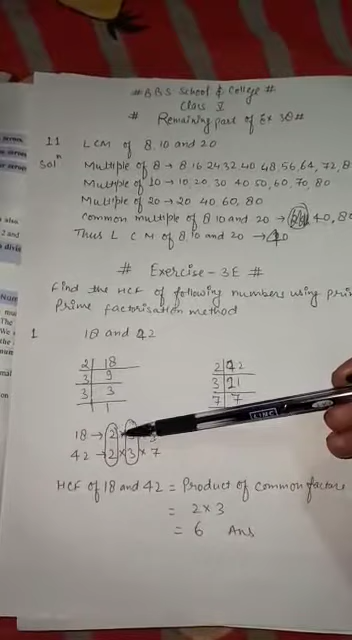 # BBS School & College #
Class V
# Remaining part of Ex 3D #
11 LCM of 8, 10 and 20
Solⁿ Multiple of 8 → 8 16 24 32 40 48, 56, 64, 72, 8
Multiple of 10 → 10, 20, 30 40 50, 60, 70, 80
Multiple of 20 → 20 40 60, 80
Common multiple of 8 10 and 20 → 40, 80
Thus L C M of 8, 10 and 20 → 40
# Exercise - 3E #
Find the HCF of following numbers using pri
Prime factorisation method
1 18 and 42
2 18 2 42
3 9 3 21
3 3 7 7
1
18 → 2 × 3
42 → 2 × 3 × 7
HCF of 18 and 42 = Product of common factors
= 2 × 3
= 6 Ans
LINC